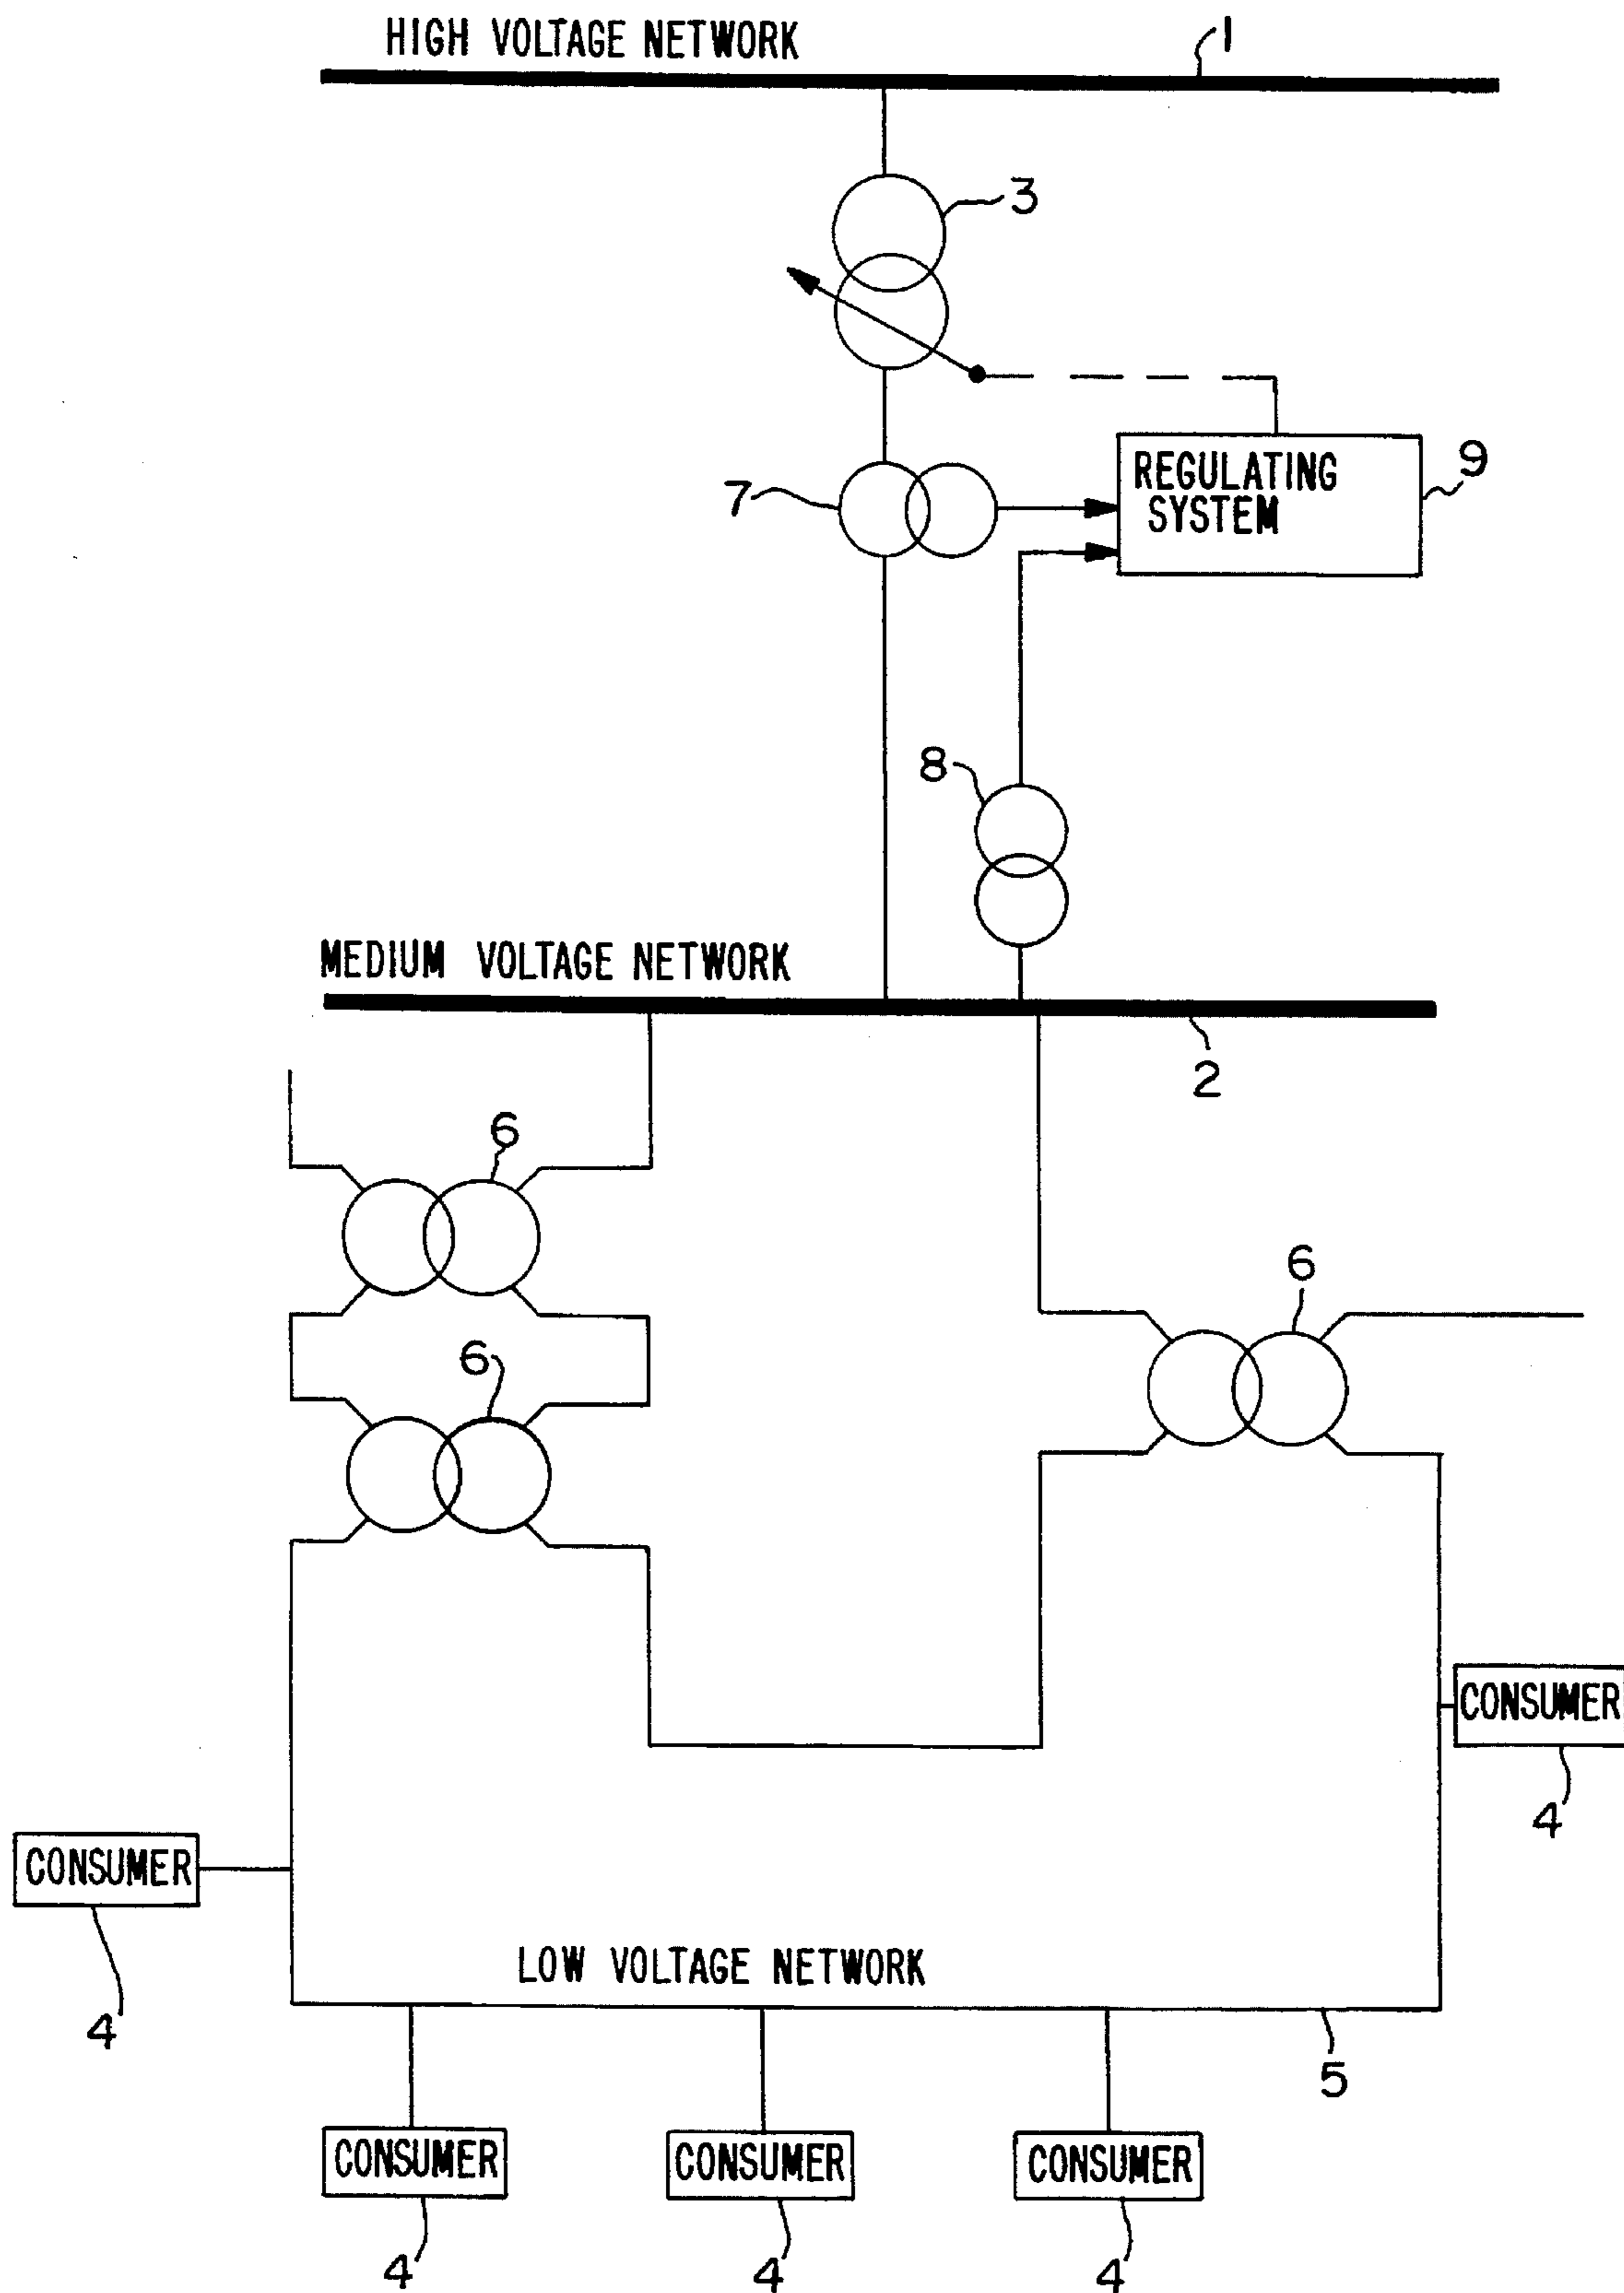 HIGH VOLTAGE NETWORK
1
3
7
REGULATING
SYSTEM
9
8
MEDIUM VOLTAGE NETWORK
2
6
6
6
CONSUMER
4
CONSUMER
4
LOW VOLTAGE NETWORK
5
CONSUMER
CONSUMER
CONSUMER
4
4
4